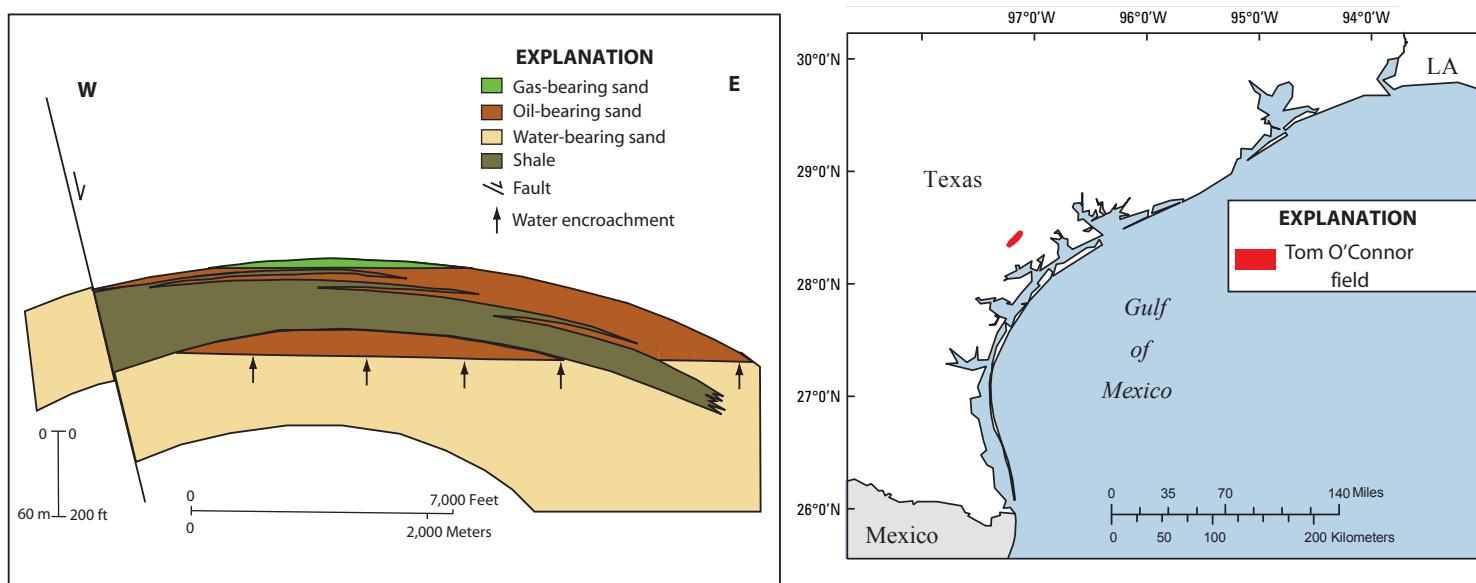 W
EXPLANATION
E
Gas-bearing sand
Oil-bearing sand
Water-bearing sand
Shale
Fault
Water encroachment
0 0
60 m 200 ft
0 7,000 Feet
0 2,000 Meters
97°0'W 96°0'W 95°0'W 94°0'W
30°0'N
29°0'N
28°0'N
27°0'N
26°0'N
LA
Texas
EXPLANATION
Tom O'Connor
field
Gulf
of
Mexico
Mexico
0 35 70 140 Miles
0 50 100 200 Kilometers